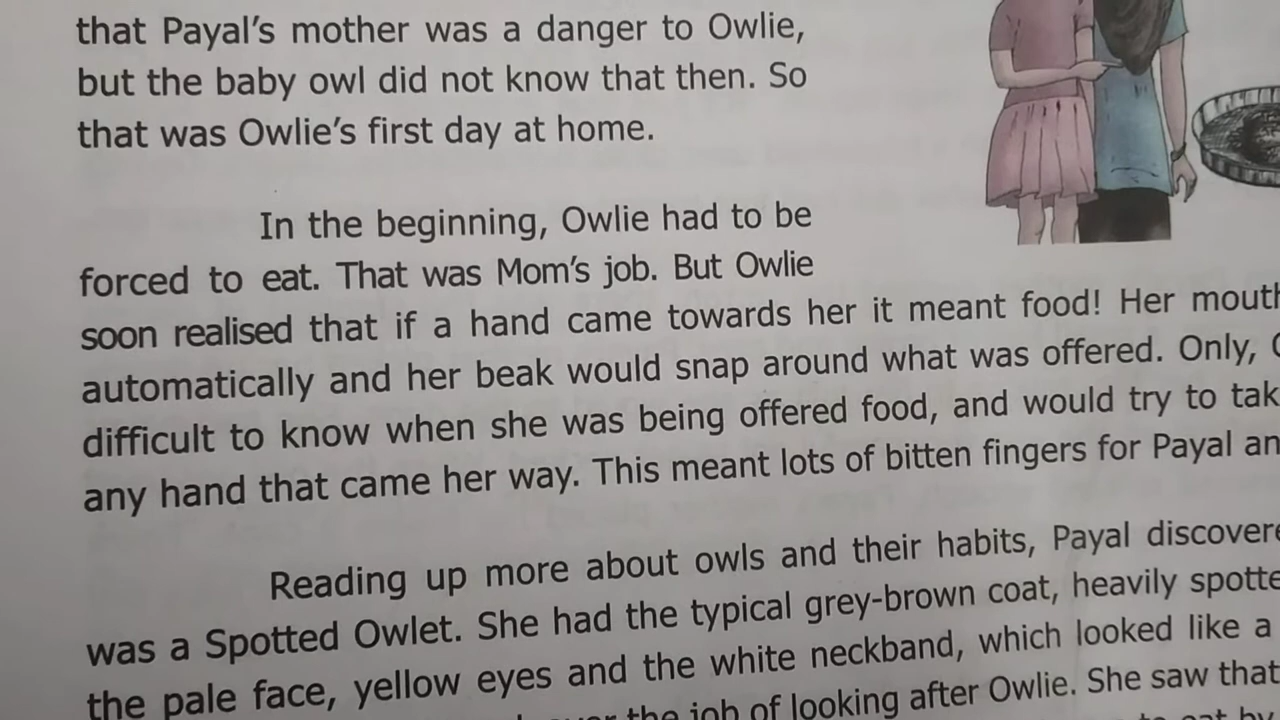 that Payal's mother was a danger to Owlie,
but the baby owl did not know that then. So
that was Owlie's first day at home.
In the beginning, Owlie had to be
forced to eat. That was Mom's job. But Owlie
soon realised that if a hand came towards her it meant food! Her mouth
automatically and her beak would snap around what was offered. Only,
difficult to know when she was being offered food, and would try to
any hand that came her way. This meant lots of bitten fingers for Payal
Reading up more about owls and their habits, Payal
was a Spotted Owlet. She had the typical grey-brown coat, heavily
the pale face, yellow eyes and the white neckband, which looked like a
the job of looking after Owlie. She saw that